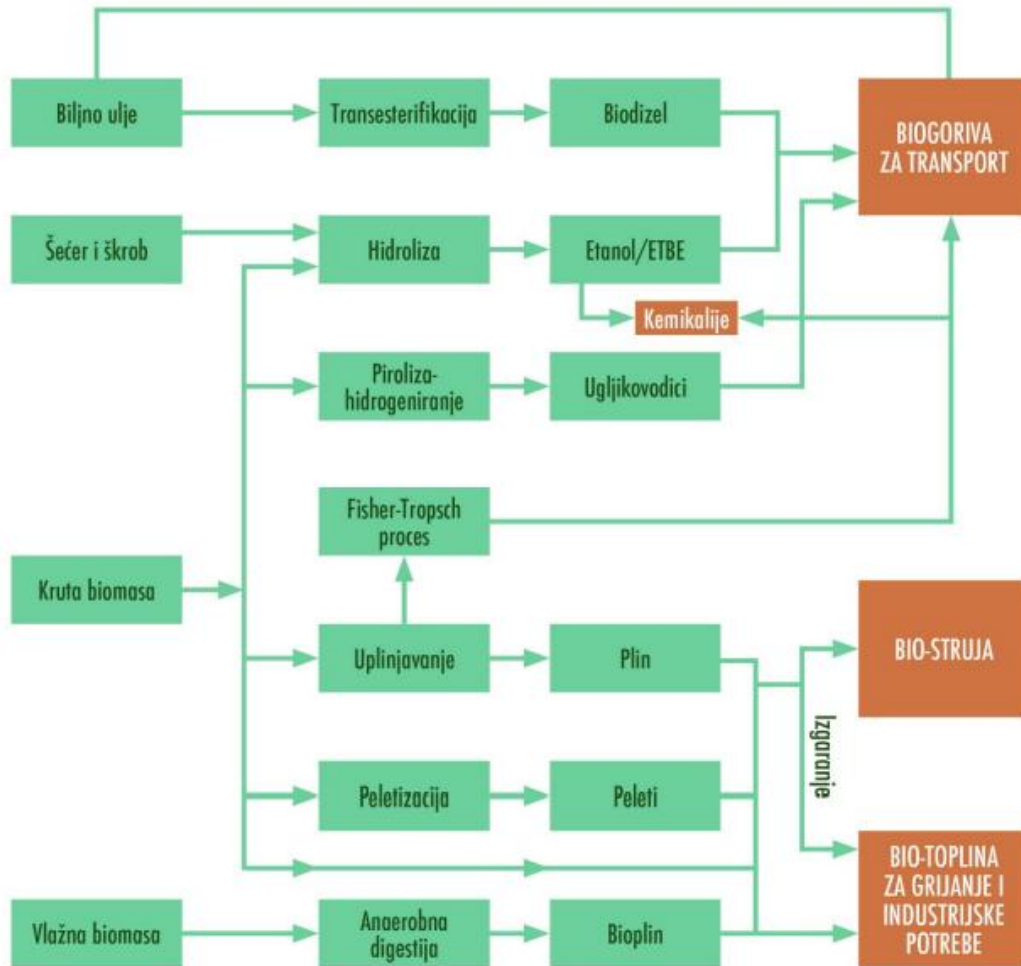 Biljno ulje
Transesterifikacija
Biodizel
BIOGORIVA
ZA TRANSPORT
Šećer i škrob
Hidroliza
Etanol/ETBE
Kemikalije
Piroliza-
hidrogeniranje
Ugljikovodici
Fisher-Tropsch
proces
Kruta biomasa
Uplinjavanje
Plin
BIO-STRUJA
Izgaranje
Peletizacija
Peleti
BIO-TOPLINA
ZA GRIJANJE I
INDUSTRIJSKE
POTREBE
Vlažna biomasa
Anaerobna
digestija
Bioplin